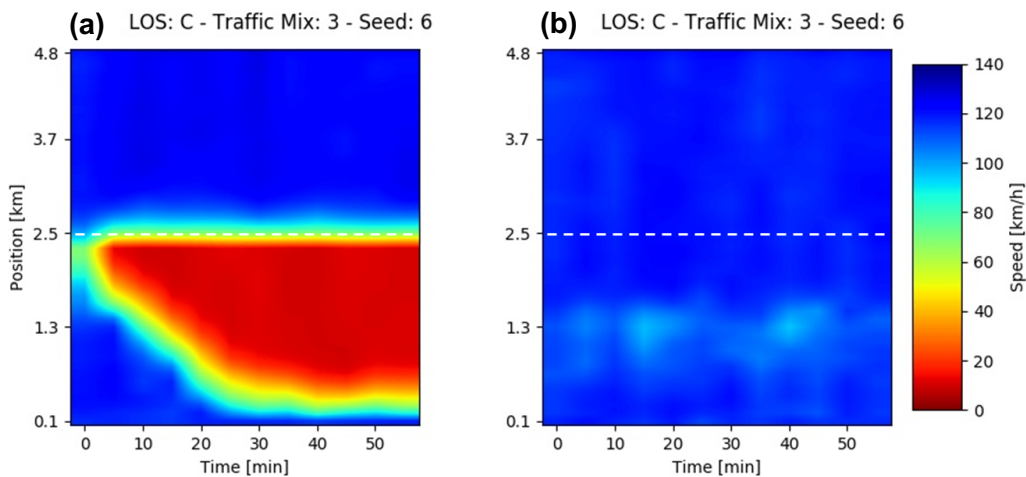 (a) LOS: C - Traffic Mix: 3 - Seed: 6
4.8
3.7
2.5
1.3
0.1
Position [km]
0 10 20 30 40 50
Time [min]
(b) LOS: C - Traffic Mix: 3 - Seed: 6
4.8
3.7
2.5
1.3
0.1
0 10 20 30 40 50
Time [min]
140
120
100
80
60
40
20
0
Speed [km/h]